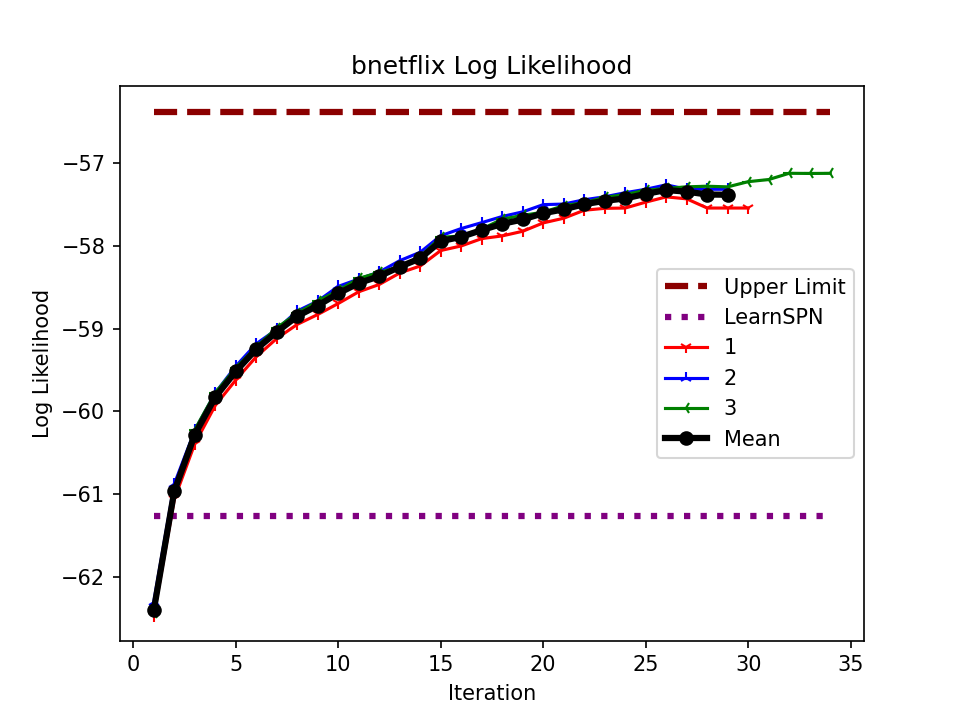 bnetflix Log Likelihood
Log Likelihood
−57
−58
−59
−60
−61
−62
Upper Limit
LearnSPN
1
2
3
Mean
0 5 10 15 20 25 30 35
Iteration